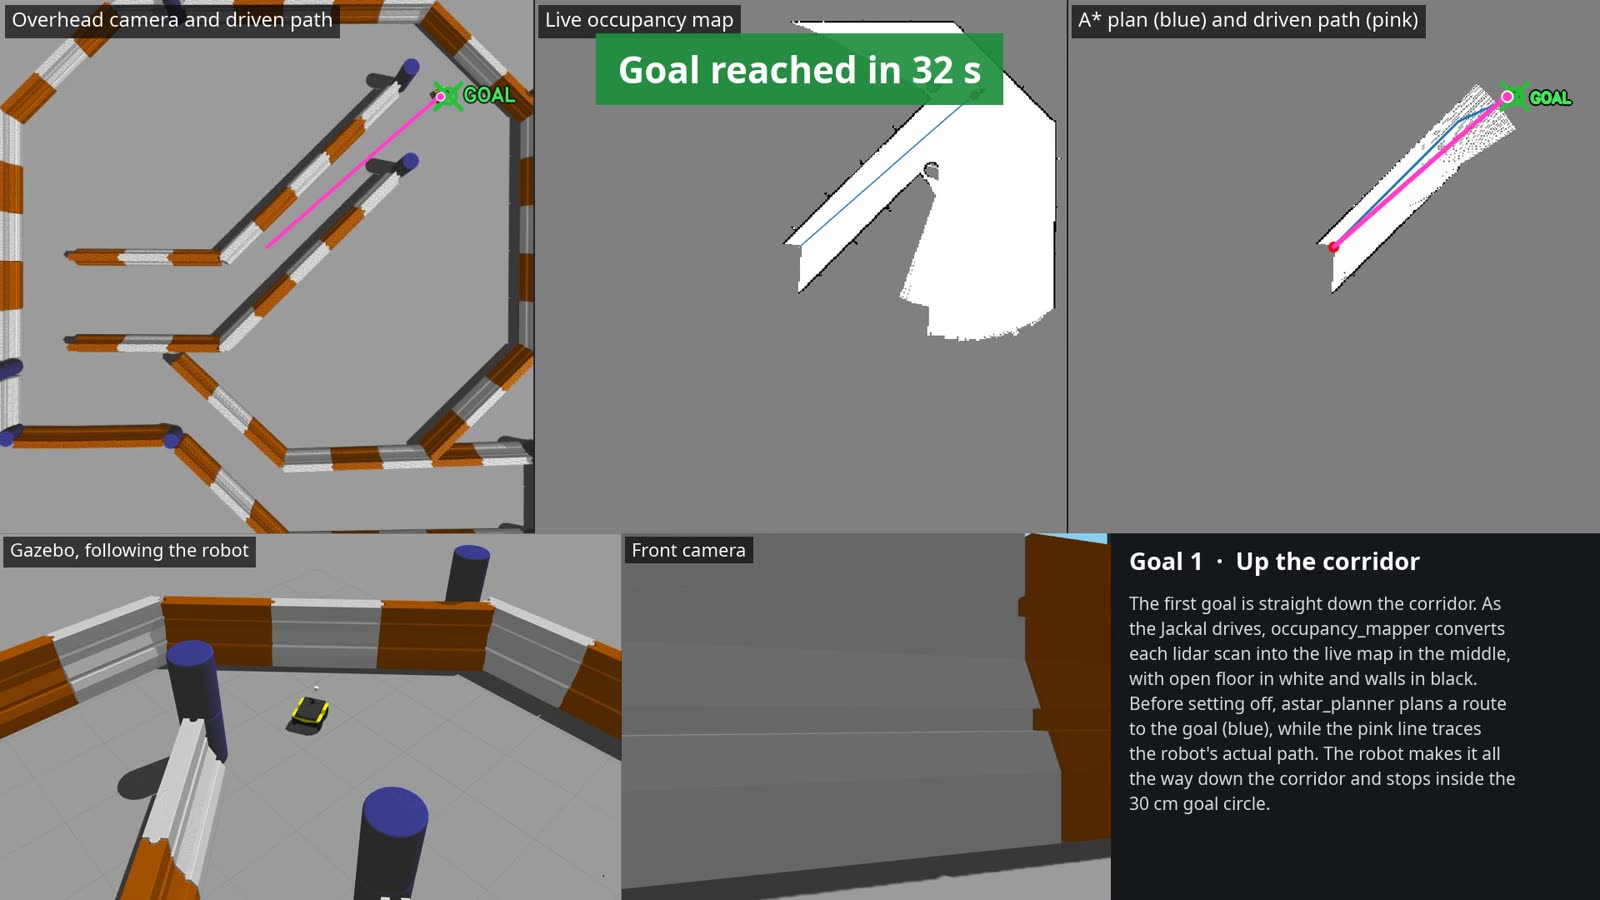 Overhead camera and driven path
Live occupancy map
A* plan (blue) and driven path (pink)
Goal reached in 32 s
GOAL
GOAL
Gazebo, following the robot
Front camera
Goal 1 · Up the corridor
The first goal is straight down the corridor. As
the Jackal drives, occupancy_mapper converts
each lidar scan into the live map in the middle,
with open floor in white and walls in black.
Before setting off, astar_planner plans a route
to the goal (blue), while the pink line traces
the robot's actual path. The robot makes it all
the way down the corridor and stops inside the
30 cm goal circle.